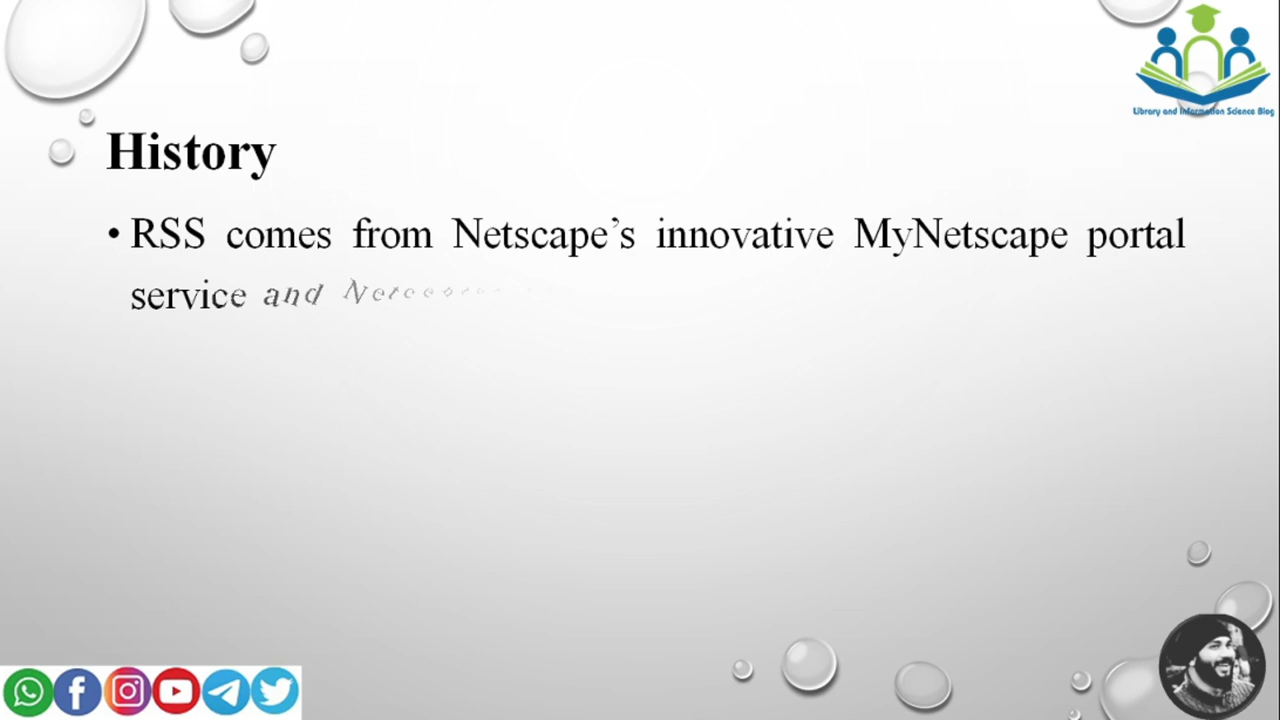 Library and Information Science Blog
History
• RSS comes from Netscape’s innovative MyNetscape portal
service and